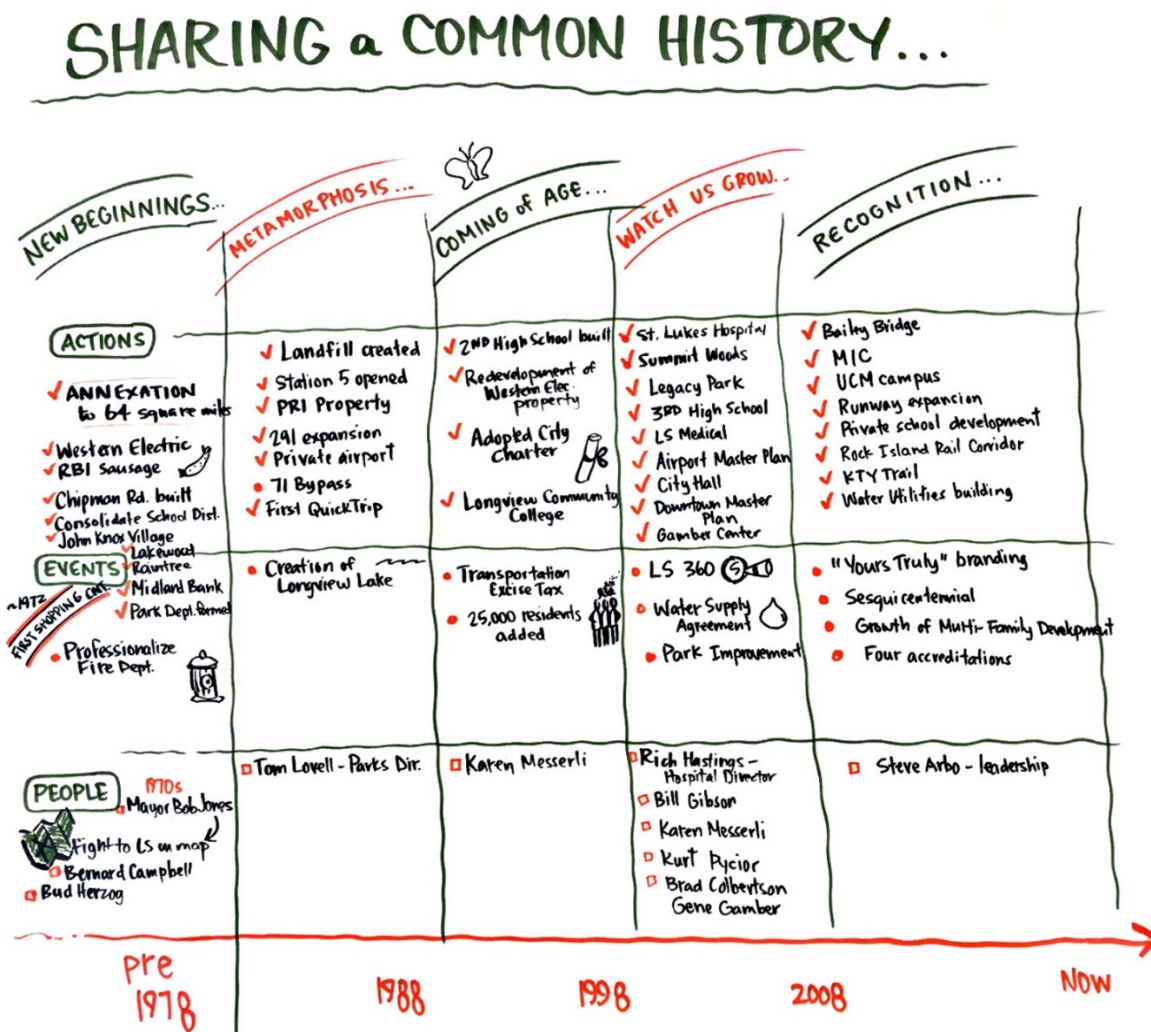 SHARING a COMMON HISTORY...
NEW BEGINNINGS...
METAMORPHOSIS...
COMING of AGE...
WATCH US GROW...
RECOGNITION...
ACTIONS
ANNEXATION
to 64 square miles
Western Electric
RBI Sausage
Chipman Rd. built
Consolidate School Dist.
John Knox Village
Lakewood
Raintree
Midland Bank
Park Dept. formed
Landfill created
Station 5 opened
PRI Property
291 expansion
Private airport
71 Bypass
First QuickTrip
2ND High School built
Redevelopment of
Western Elec.
property
Adopted City
Charter
Longview Community
College
St. Lukes Hospital
Summit Woods
Legacy Park
3RD High School
LS Medical
Airport Master Plan
City Hall
Downtown Master
Plan
Gamber Center
Bailey Bridge
MIC
UCM campus
Runway expansion
Private school development
Rock Island Rail Corridor
KTY Trail
Water Utilities building
EVENTS
~1972
FIRST SHOPPING CNT.
Professionalize
Fire Dept.
Creation of
Longview Lake
Transportation
Excise Tax
25,000 residents
added
LS 360
Water Supply
Agreement
Park Improvement
"Yours Truly" branding
Sesquicentennial
Growth of Multi-Family Development
Four accreditations
PEOPLE
1970s
Mayor Bob Jones
Fight to LS on map
Bernard Campbell
Bud Herzog
Tom Lovell - Parks Dir.
Karen Messerli
Rich Hastings -
Hospital Director
Bill Gibson
Karen Messerli
Kurt Pycior
Brad Colbertson
Gene Gamber
Steve Arbo - leadership
pre
1978
1988
1998
2008
NOW